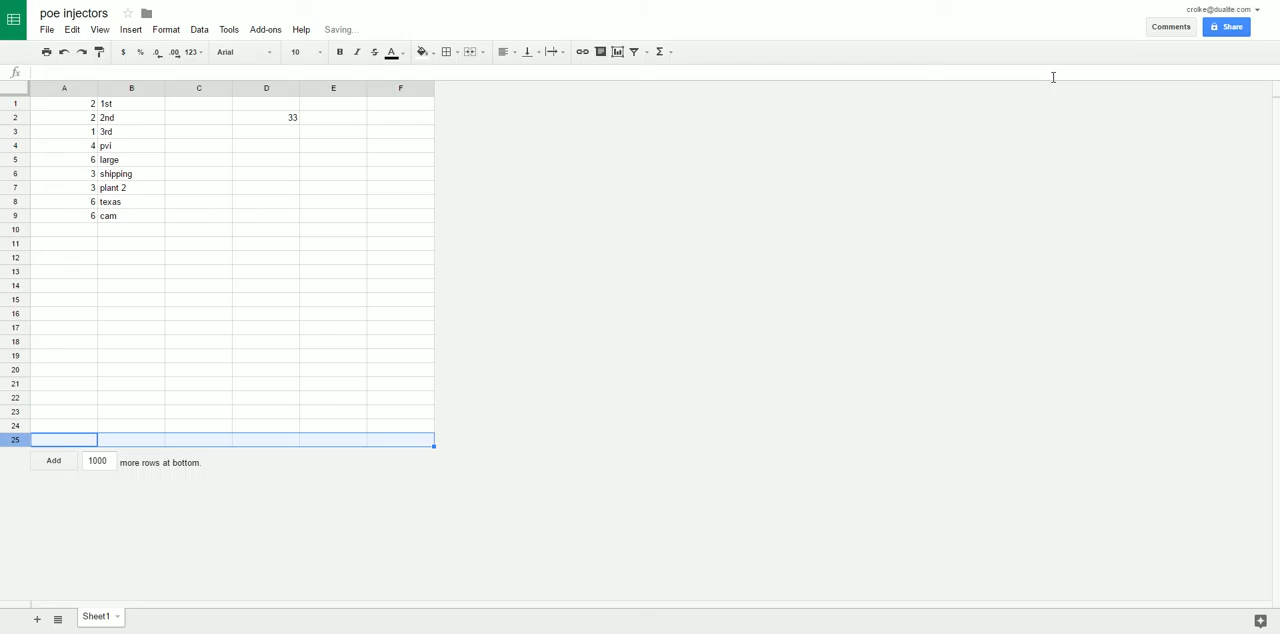 poe injectors
crolke@dualite.com
File Edit View Insert Format Data Tools Add-ons Help Saving...
Comments Share
$ % .0 .00 123 Arial 10 B I S A Σ
fx
A B C D E F
1 2 1st
2 2 2nd 33
3 1 3rd
4 4 pvi
5 6 large
6 3 shipping
7 3 plant 2
8 6 texas
9 6 cam
10
11
12
13
14
15
16
17
18
19
20
21
22
23
24
25
Add 1000 more rows at bottom.
+ Sheet1